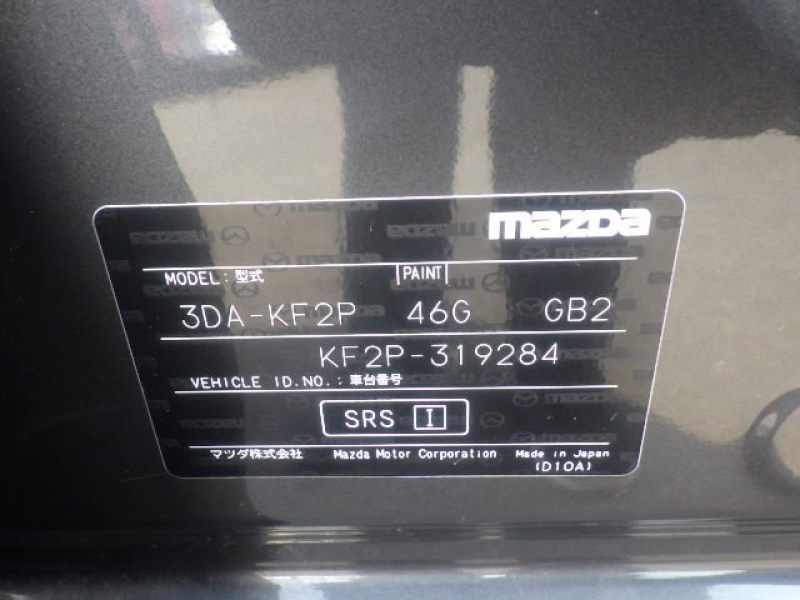 mazda
MODEL: 型式 PAINT
3DA-KF2P 46G GB2
KF2P-319284
VEHICLE ID.NO.: 車台番号
SRS I
マツダ株式会社 Mazda Motor Corporation Made in Japan
(D10A)